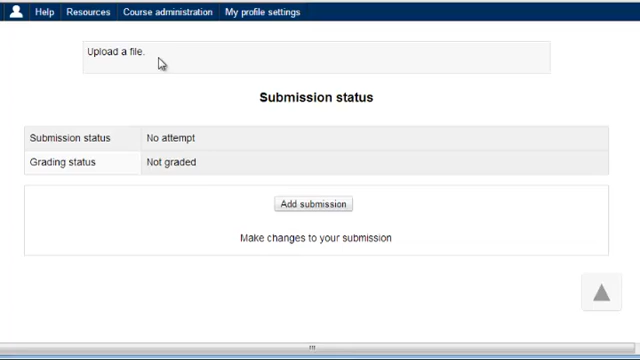 Help Resources Course administration My profile settings
Upload a file.
Submission status
Submission status No attempt
Grading status Not graded
Add submission
Make changes to your submission